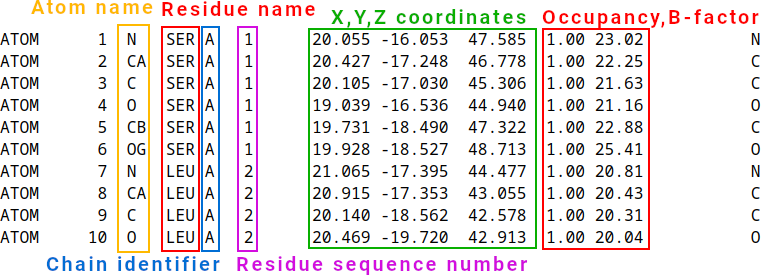 Atom name Residue name X,Y,Z coordinates Occupancy,B-factor
ATOM 1 N SER A 1 20.055 -16.053 47.585 1.00 23.02 N
ATOM 2 CA SER A 1 20.427 -17.248 46.778 1.00 22.25 C
ATOM 3 C SER A 1 20.105 -17.030 45.306 1.00 21.63 C
ATOM 4 O SER A 1 19.039 -16.536 44.940 1.00 21.16 O
ATOM 5 CB SER A 1 19.731 -18.490 47.322 1.00 22.88 C
ATOM 6 OG SER A 1 19.928 -18.527 48.713 1.00 25.41 O
ATOM 7 N LEU A 2 21.065 -17.395 44.477 1.00 20.81 N
ATOM 8 CA LEU A 2 20.915 -17.353 43.055 1.00 20.43 C
ATOM 9 C LEU A 2 20.140 -18.562 42.578 1.00 20.31 C
ATOM 10 O LEU A 2 20.469 -19.720 42.913 1.00 20.04 O
Chain identifier Residue sequence number